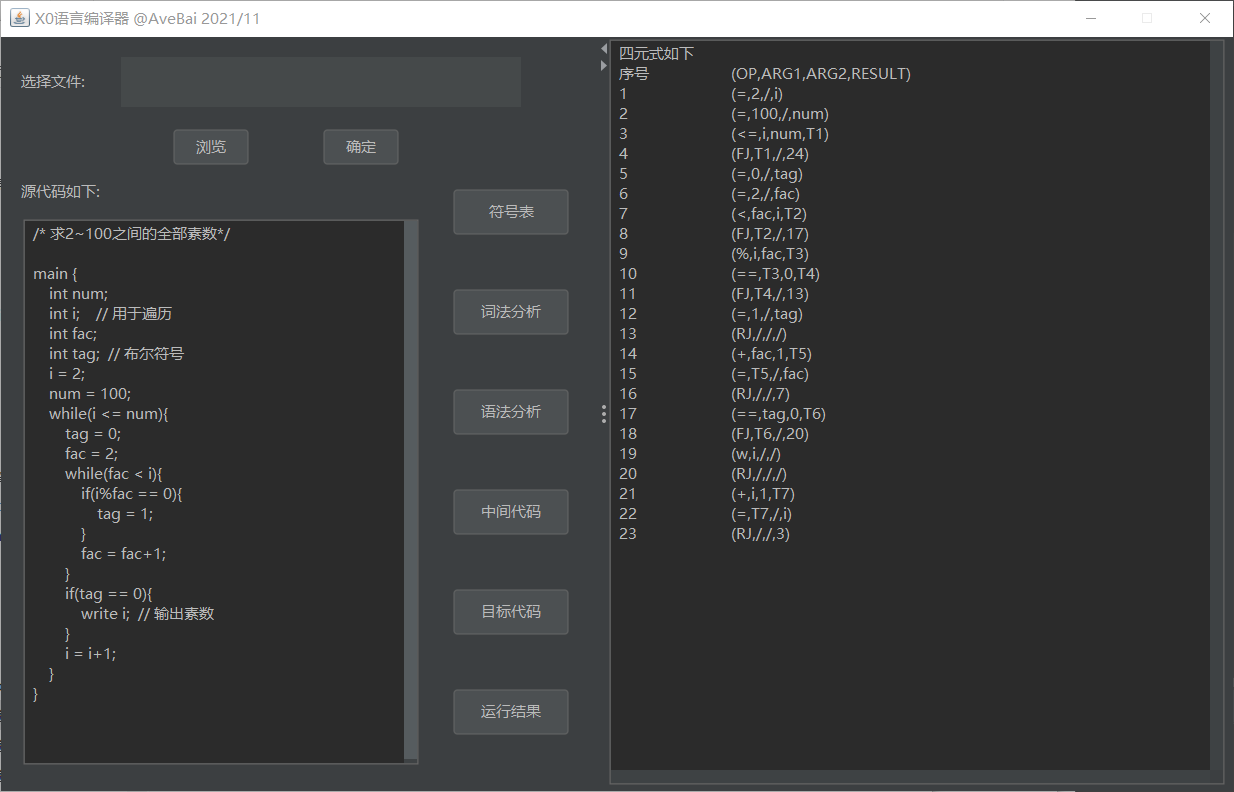 X0语言编译器 @AveBai 2021/11
选择文件:
浏览
确定
源代码如下:
/* 求2~100之间的全部素数*/
main {
    int num;
    int i;    // 用于遍历
    int fac;
    int tag;  // 布尔符号
    i = 2;
    num = 100;
    while(i <= num){
        tag = 0;
        fac = 2;
        while(fac < i){
            if(i%fac == 0){
                tag = 1;
            }
            fac = fac+1;
        }
        if(tag == 0){
            write i;  // 输出素数
        }
        i = i+1;
    }
}
符号表
词法分析
语法分析
中间代码
目标代码
运行结果
四元式如下
序号 (OP,ARG1,ARG2,RESULT)
1 (=,2,/,i)
2 (=,100,/,num)
3 (<=,i,num,T1)
4 (FJ,T1,/,24)
5 (=,0,/,tag)
6 (=,2,/,fac)
7 (<,fac,i,T2)
8 (FJ,T2,/,17)
9 (%,i,fac,T3)
10 (==,T3,0,T4)
11 (FJ,T4,/,13)
12 (=,1,/,tag)
13 (RJ,/,/,/)
14 (+,fac,1,T5)
15 (=,T5,/,fac)
16 (RJ,/,/,7)
17 (==,tag,0,T6)
18 (FJ,T6,/,20)
19 (w,i,/,/)
20 (RJ,/,/,/)
21 (+,i,1,T7)
22 (=,T7,/,i)
23 (RJ,/,/,3)